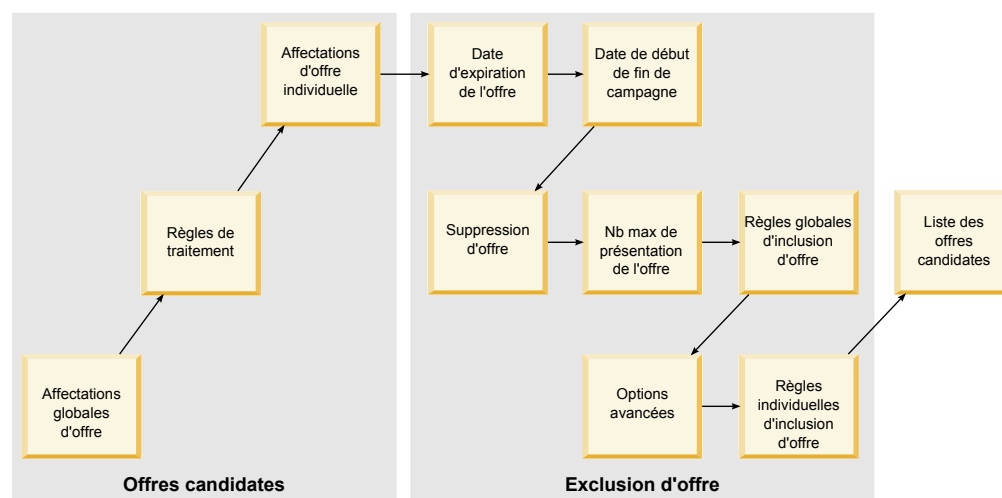 Affectations
d'offre
individuelle
Date
d'expiration
de l'offre
Date de début
de fin de
campagne
Règles de
traitement
Suppression
d'offre
Nb max de
présentation
de l'offre
Règles globales
d'inclusion
d'offre
Liste des
offres
candidates
Affectations
globales
d'offre
Options
avancées
Règles
individuelles
d'inclusion
d'offre
Offres candidates
Exclusion d'offre